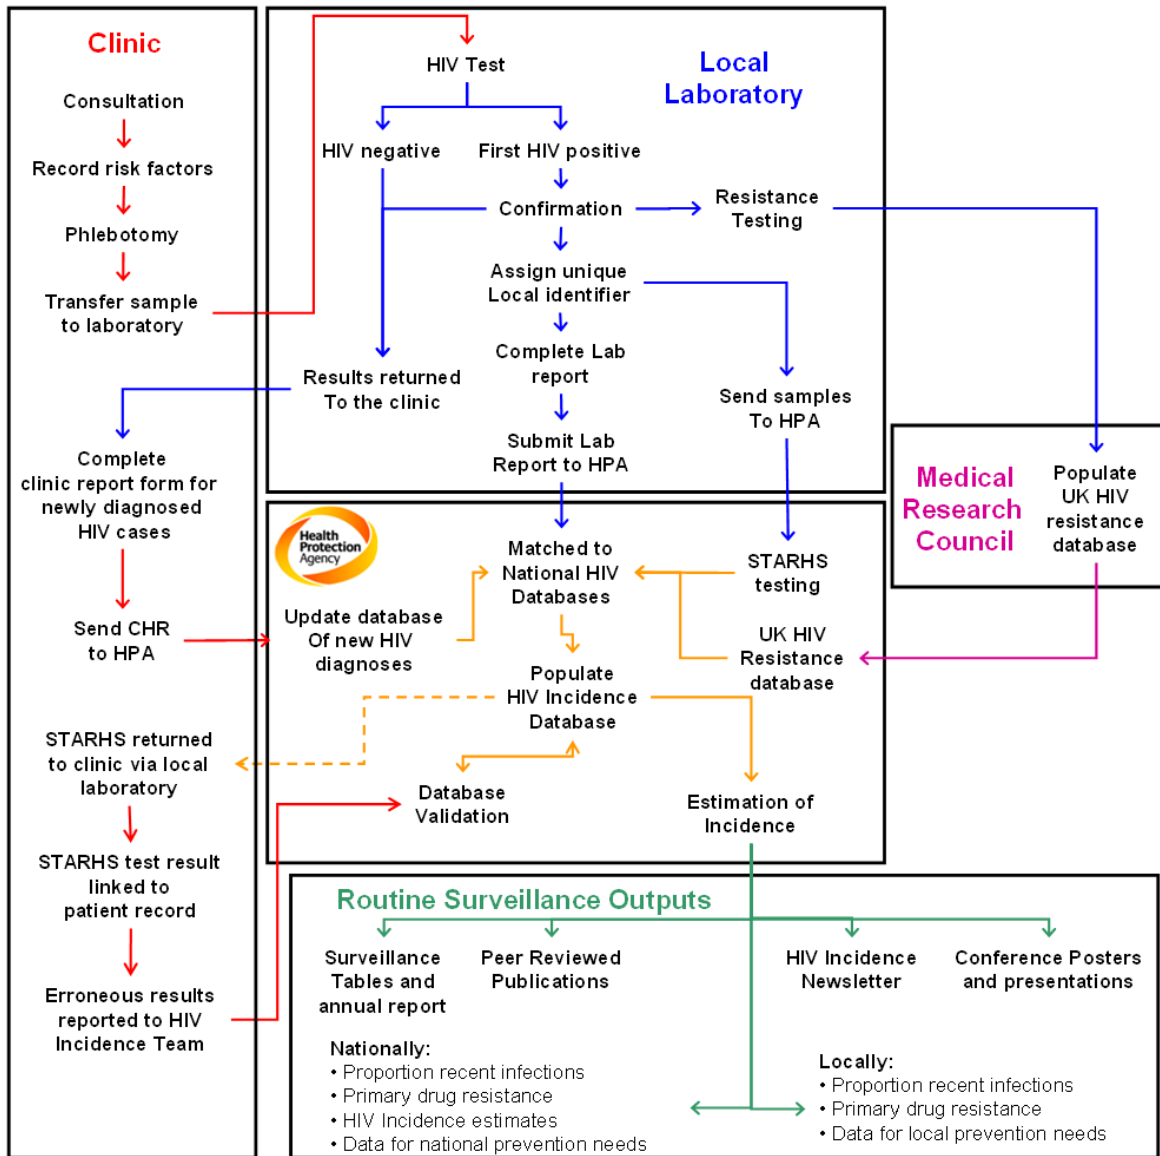 Clinic
Consultation
Record risk factors
Phlebotomy
Transfer sample
to laboratory
Complete
clinic report form for
newly diagnosed
HIV cases
Send CHR
to HPA
STARHS returned
to clinic via local
laboratory
STARHS test result
linked to
patient record
Erroneous results
reported to HIV
Incidence Team
Local
Laboratory
HIV Test
HIV negative
First HIV positive
Confirmation
Resistance
Testing
Assign unique
Local identifier
Complete Lab
report
Results returned
To the clinic
Send samples
To HPA
Submit Lab
Report to HPA
Medical
Research
Council
Populate
UK HIV
resistance
database
Health
Protection
Agency
Matched to
National HIV
Databases
STARHS
testing
Update database
Of new HIV
diagnoses
UK HIV
Resistance
database
Populate
HIV Incidence
Database
Database
Validation
Estimation of
Incidence
Routine Surveillance Outputs
Surveillance
Tables and
annual report
Peer Reviewed
Publications
HIV Incidence
Newsletter
Conference Posters
and presentations
Nationally:
• Proportion recent infections
• Primary drug resistance
• HIV Incidence estimates
• Data for national prevention needs
Locally:
• Proportion recent infections
• Primary drug resistance
• Data for local prevention needs